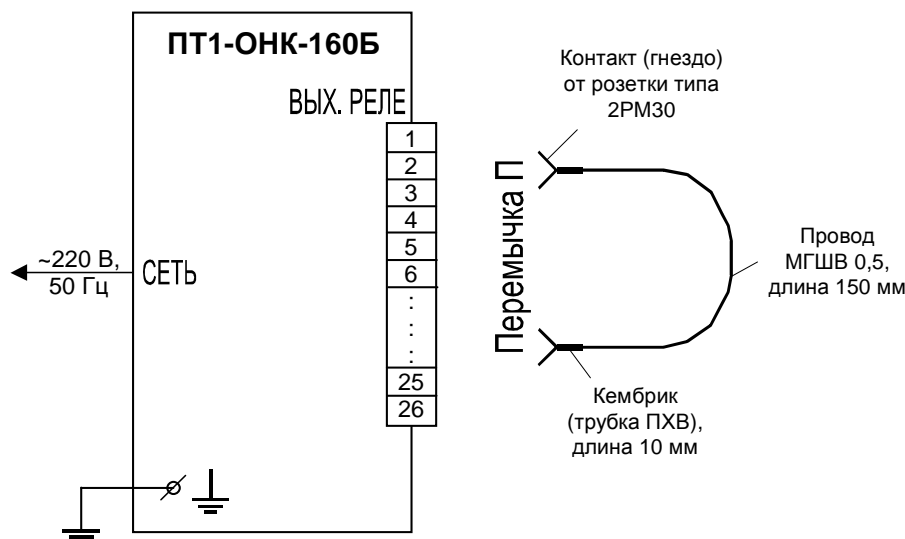 ПТ1-ОНК-160Б
ВЫХ. РЕЛЕ
1
2
3
4
5
6
:
:
:
25
26
~220 В,
50 Гц
СЕТЬ
Перемычка П
Контакт (гнездо)
от розетки типа
2РМ30
Провод
МГШВ 0,5,
длина 150 мм
Кембрик
(трубка ПХВ),
длина 10 мм